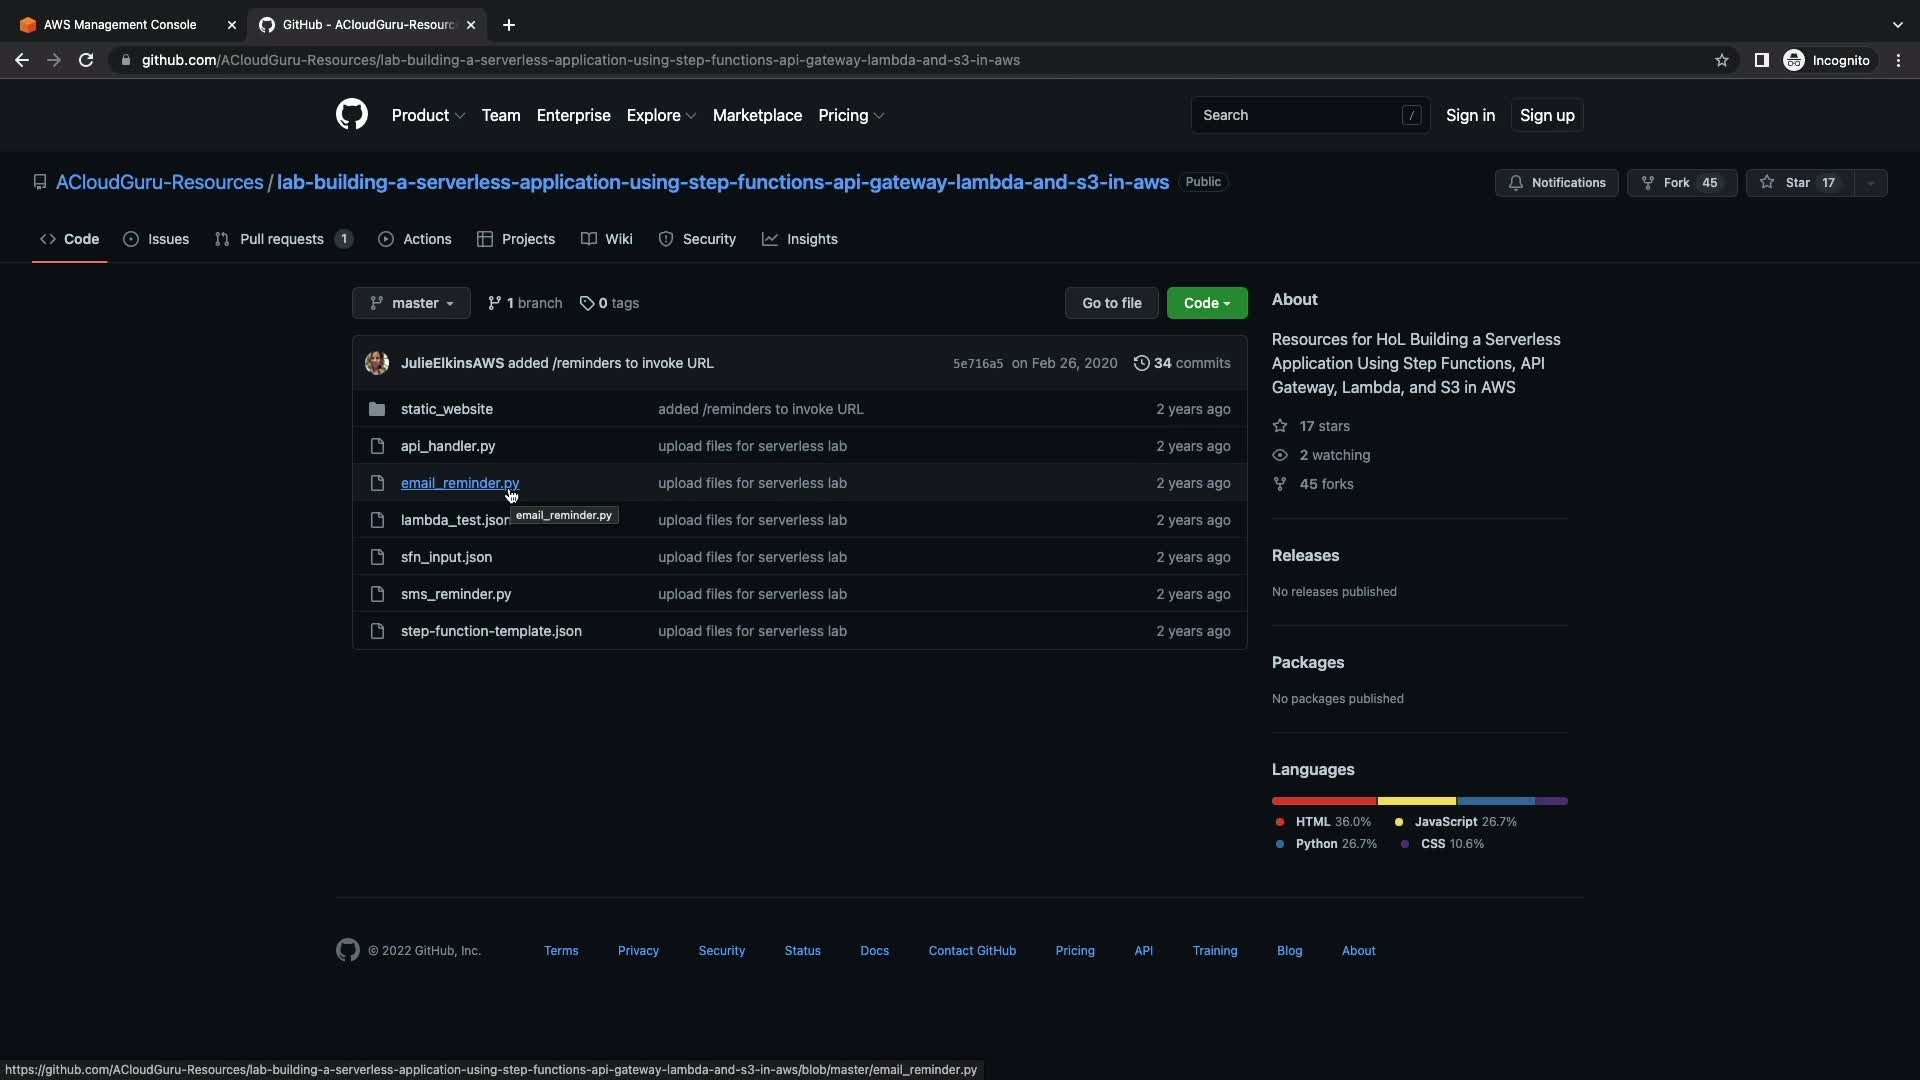 AWS Management Console
GitHub - ACloudGuru-Resourc
github.com/ACloudGuru-Resources/lab-building-a-serverless-application-using-step-functions-api-gateway-lambda-and-s3-in-aws
Incognito
Product
Team
Enterprise
Explore
Marketplace
Pricing
Search
/
Sign in
Sign up
ACloudGuru-Resources / lab-building-a-serverless-application-using-step-functions-api-gateway-lambda-and-s3-in-aws
Public
Notifications
Fork 45
Star 17
Code
Issues
Pull requests 1
Actions
Projects
Wiki
Security
Insights
master
1 branch
0 tags
Go to file
Code
JulieElkinsAWS added /reminders to invoke URL
5e716a5 on Feb 26, 2020
34 commits
static_website added /reminders to invoke URL 2 years ago
api_handler.py upload files for serverless lab 2 years ago
email_reminder.py upload files for serverless lab 2 years ago
email_reminder.py
lambda_test.json upload files for serverless lab 2 years ago
sfn_input.json upload files for serverless lab 2 years ago
sms_reminder.py upload files for serverless lab 2 years ago
step-function-template.json upload files for serverless lab 2 years ago
About
Resources for HoL Building a Serverless
Application Using Step Functions, API
Gateway, Lambda, and S3 in AWS
17 stars
2 watching
45 forks
Releases
No releases published
Packages
No packages published
Languages
HTML 36.0%
JavaScript 26.7%
Python 26.7%
CSS 10.6%
© 2022 GitHub, Inc.
Terms
Privacy
Security
Status
Docs
Contact GitHub
Pricing
API
Training
Blog
About
https://github.com/ACloudGuru-Resources/lab-building-a-serverless-application-using-step-functions-api-gateway-lambda-and-s3-in-aws/blob/master/email_reminder.py